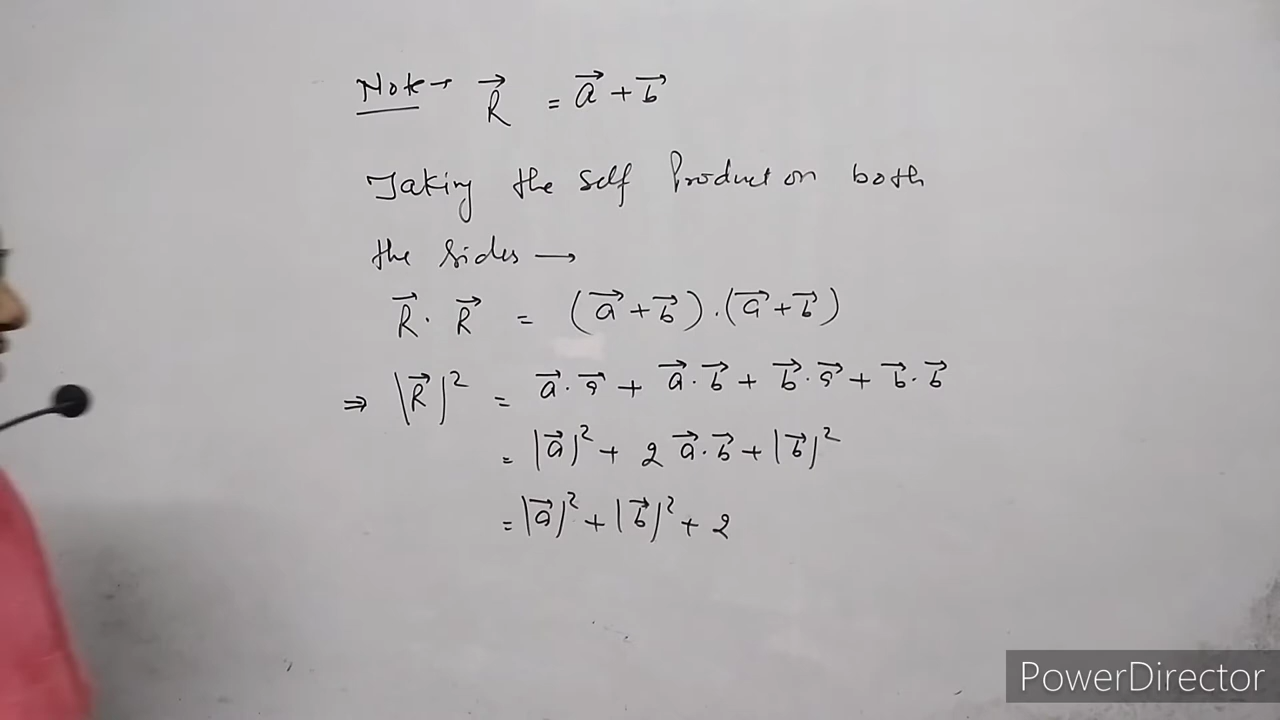 Note → R⃗ = a⃗ + b⃗
Taking the self Product on both
the sides →
R⃗ . R⃗ = (a⃗ + b⃗) . (a⃗ + b⃗)
⇒ |R⃗|² = a⃗ . a⃗ + a⃗ . b⃗ + b⃗ . a⃗ + b⃗ . b⃗
= |a⃗|² + 2 a⃗ . b⃗ + |b⃗|²
= |a⃗|² + |b⃗|² + 2
PowerDirector